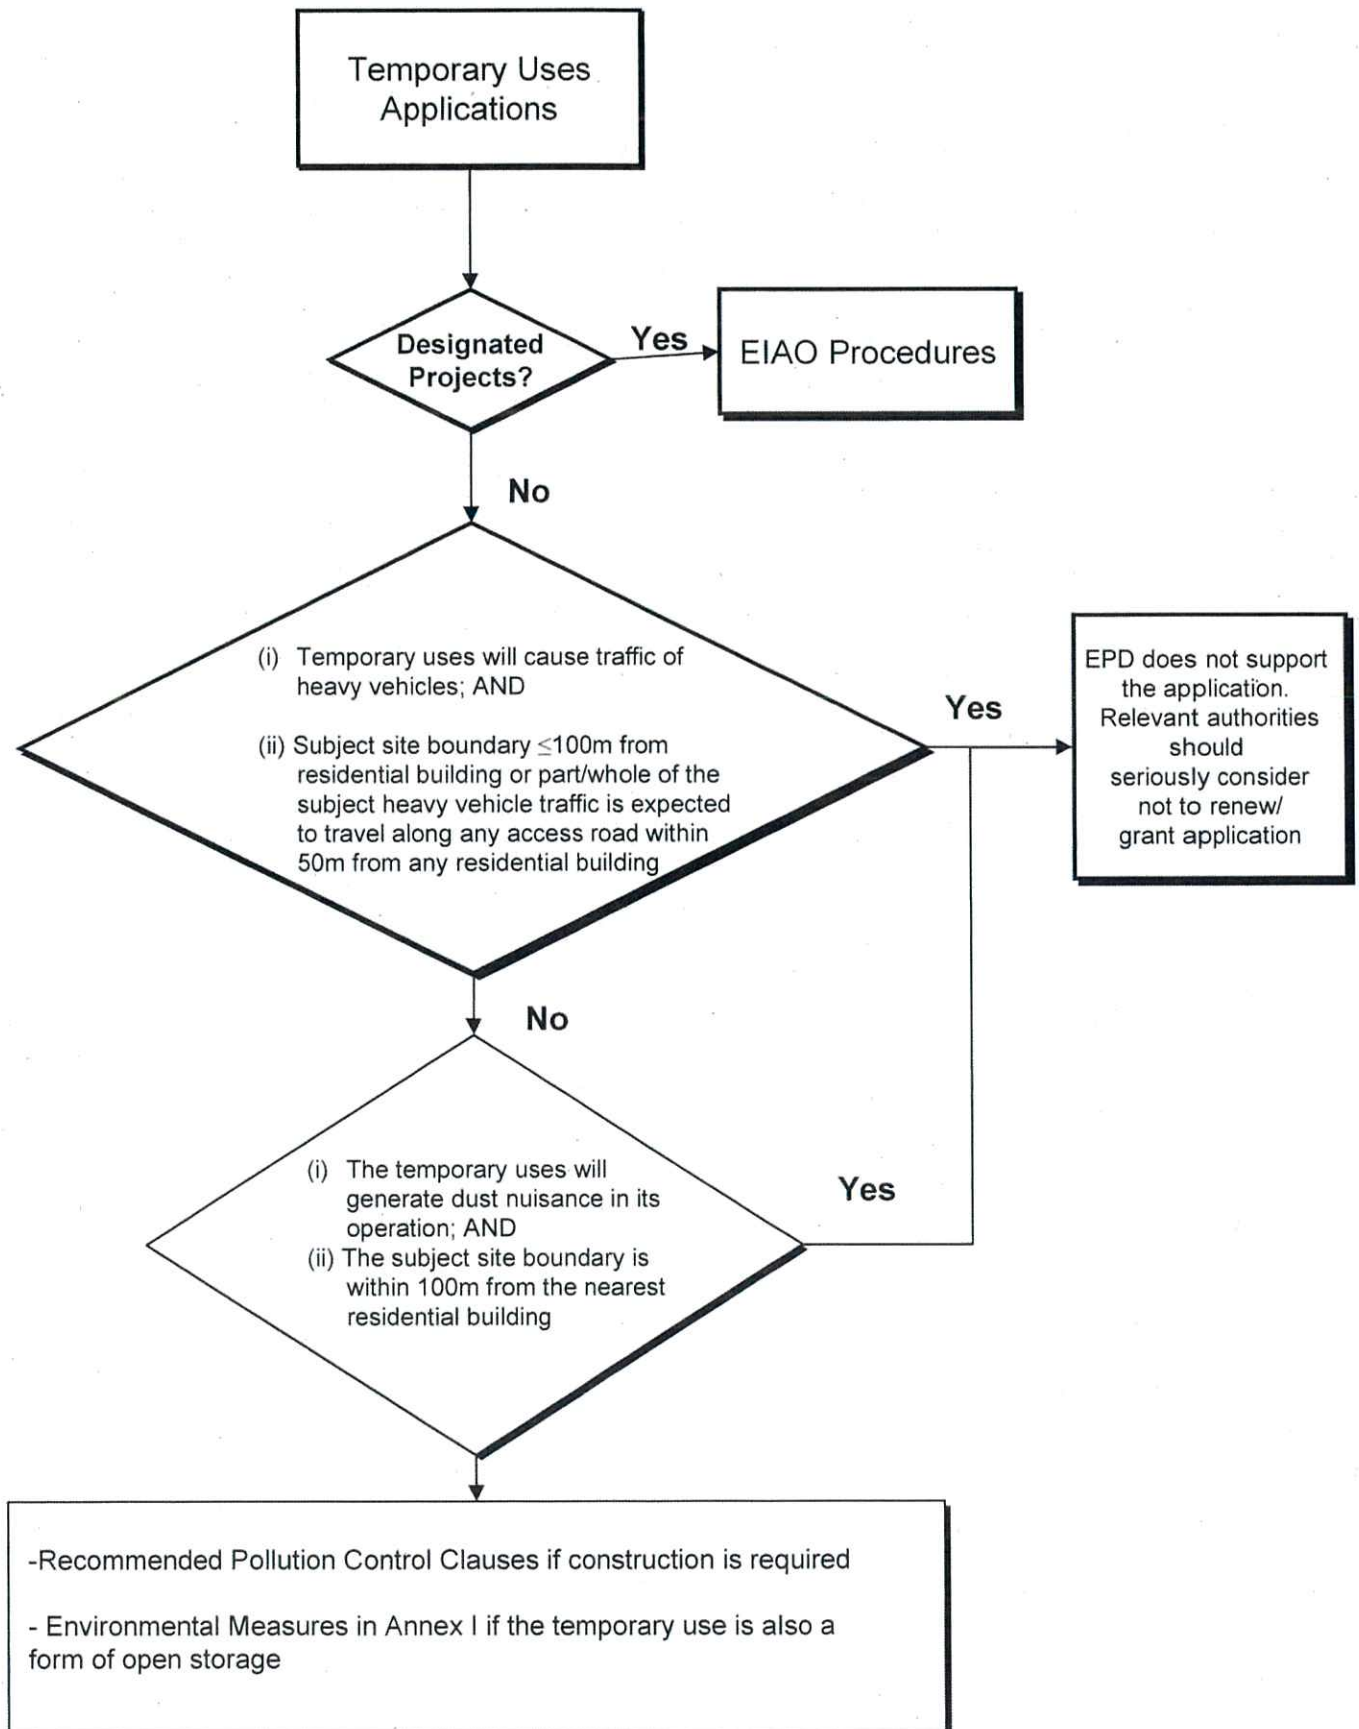 Temporary Uses
Applications
Designated
Projects?
Yes
EIAO Procedures
No
(i) Temporary uses will cause traffic of
heavy vehicles; AND
(ii) Subject site boundary ≤100m from
residential building or part/whole of the
subject heavy vehicle traffic is expected
to travel along any access road within
50m from any residential building
Yes
EPD does not support
the application.
Relevant authorities
should
seriously consider
not to renew/
grant application
No
(i) The temporary uses will
generate dust nuisance in its
operation; AND
(ii) The subject site boundary is
within 100m from the nearest
residential building
Yes
-Recommended Pollution Control Clauses if construction is required
- Environmental Measures in Annex I if the temporary use is also a
form of open storage